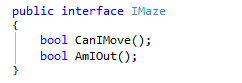 public interface IMaze
{
    bool CanIMove();
    bool AmIOut();
}